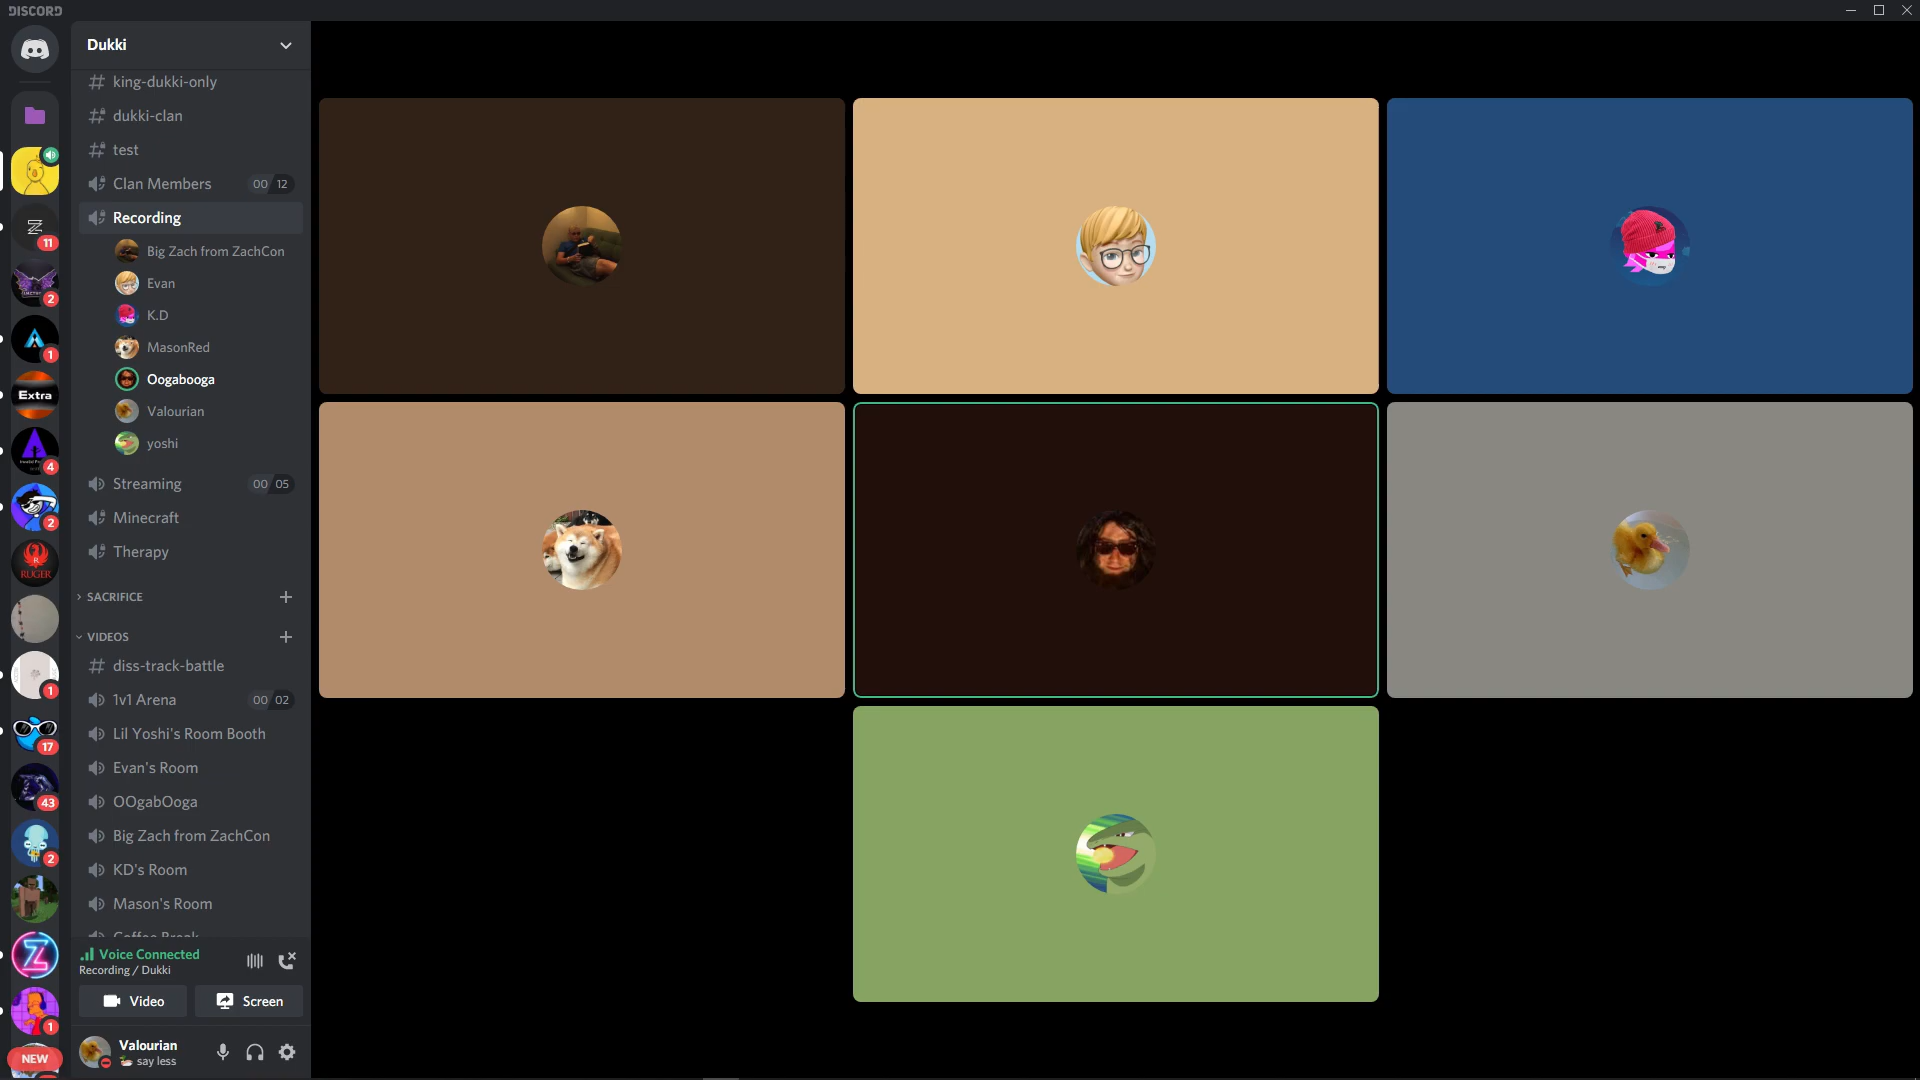 DISCORD
Dukki
king-dukki-only
dukki-clan
test
Clan Members 00 12
Recording
Big Zach from ZachCon
Evan
K.D
MasonRed
Oogabooga
Valourian
yoshi
Streaming 00 05
Minecraft
Therapy
SACRIFICE
VIDEOS
diss-track-battle
1v1 Arena 00 02
Lil Yoshi's Room Booth
Evan's Room
OOgabOoga
Big Zach from ZachCon
KD's Room
Mason's Room
Coffee Break
Voice Connected
Recording / Dukki
Video Screen
Valourian
say less
11
2
1
Extra
4
2
RUGER
1
17
43
2
Z
1
NEW